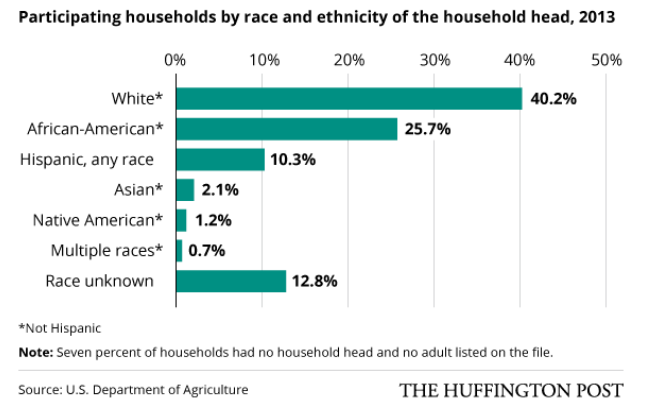 Participating households by race and ethnicity of the household head, 2013
0% 10% 20% 30% 40% 50%
White* 40.2%
African-American* 25.7%
Hispanic, any race 10.3%
Asian* 2.1%
Native American* 1.2%
Multiple races* 0.7%
Race unknown 12.8%
*Not Hispanic
Note: Seven percent of households had no household head and no adult listed on the file.
Source: U.S. Department of Agriculture THE HUFFINGTON POST